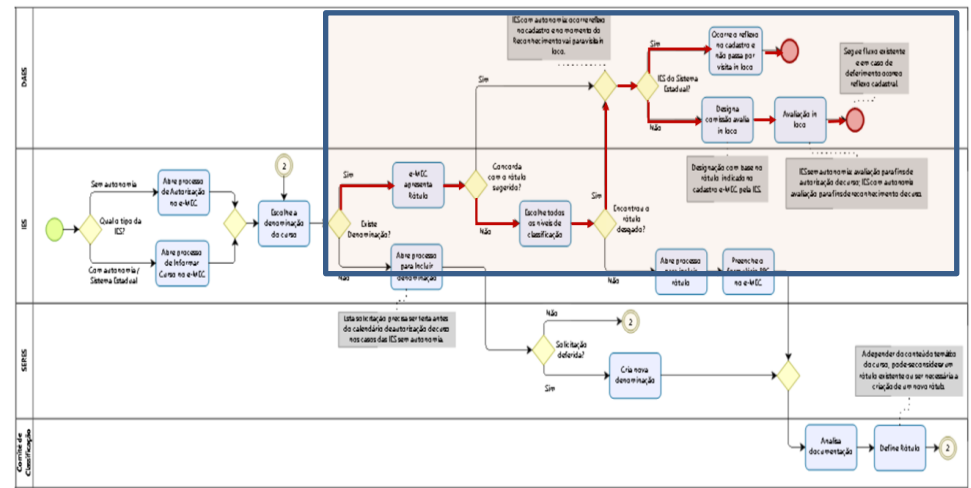 DAES
IES
SERES
Comitê de
Classificação
Sem autonomia
Qual o tipo da
IES?
Com autonomia /
Sistema Estadual
Abre processo
de Autorização
no e-MEC
Abre processo
de Informar
Curso no e-MEC
2
Escolhe a
denominação
do curso
Sim
Existe
Denominação?
Não
e-MEC
apresenta
Rótulo
Abre processo
para Incluir
denominação
Esta solicitação precisa ser feita antes
do calendário de autorização de curso
nos casos das IES sem autonomia.
Sim
Concorda
com o rótulo
sugerido?
Não
Escolhe todos
os níveis de
classificação
Sim
Encontrou o
rótulo
desejado?
Não
IES com autonomia: ocorre reflexo
no cadastro e no momento do
Reconhecimento vai para visita in
loco.
Sim
IES do Sistema
Estadual?
Não
Ocorre o reflexo
no cadastro e
não passa por
visita in loco
Designa
comissão avalia
in loco
Avaliação in
loco
Segue fluxo existente
e em caso de
deferimento ocorre
reflexo cadastral.
Designação com base no
rótulo indicado no
cadastro e-MEC pela IES.
IES sem autonomia: avaliação para fins de
autorização de curso; IES com autonomia
avaliação para fins de reconhecimento de curso.
Abre processo
para incluir
rótulo
Preenche o
no e-MEC
Não
2
Solicitação
deferida?
Sim
Cria nova
denominação
A depender do conteúdo temático
do curso, pode-se considerar um
rótulo existente ou ser necessária a
criação de um novo rótulo.
Analisa
documentação
Define Rótulo
2